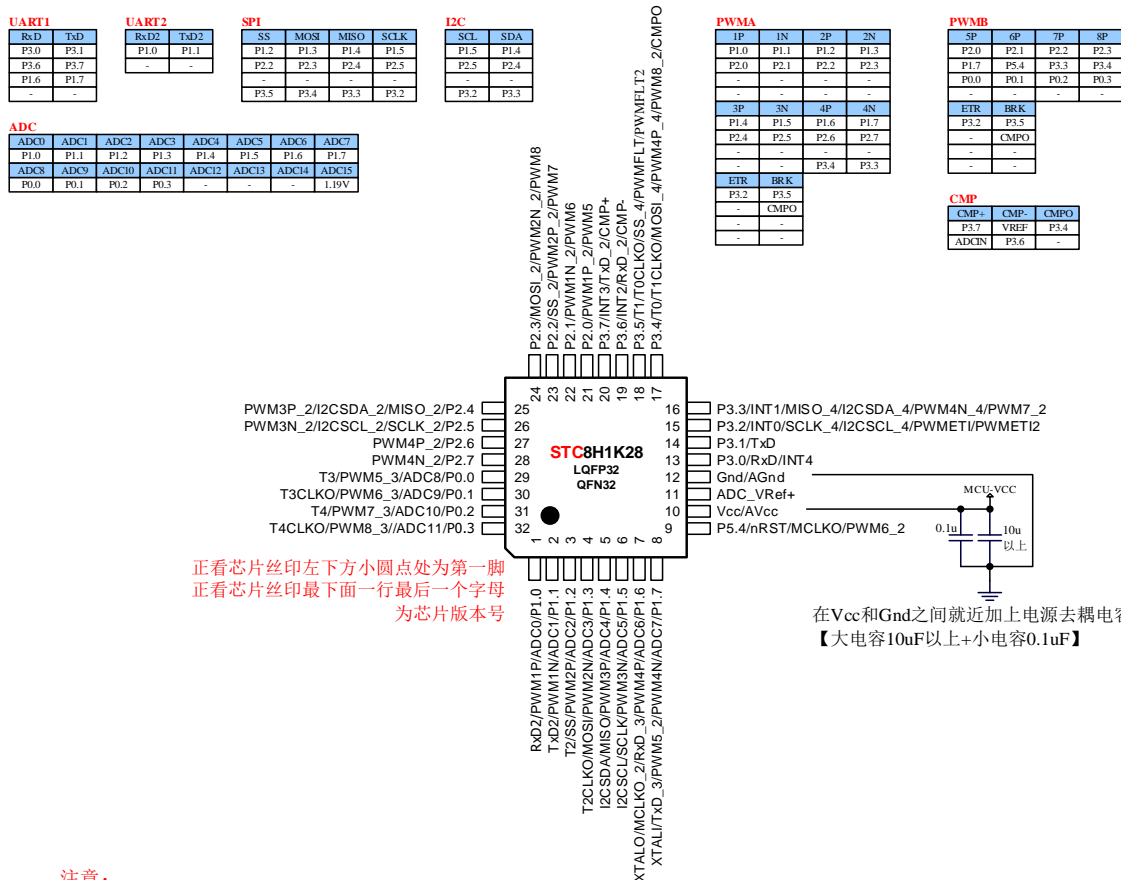 UART1
RxD TxD
P3.0 P3.1
P3.6 P3.7
P1.6 P1.7
- -
UART2
RxD2 TxD2
P1.0 P1.1
- -
SPI
SS MOSI MISO SCLK
P1.2 P1.3 P1.4 P1.5
P2.2 P2.3 P2.4 P2.5
- - - -
P3.5 P3.4 P3.3 P3.2
I2C
SCL SDA
P1.5 P1.4
P2.5 P2.4
- -
P3.2 P3.3
ADC
ADC0 ADC1 ADC2 ADC3 ADC4 ADC5 ADC6 ADC7
P1.0 P1.1 P1.2 P1.3 P1.4 P1.5 P1.6 P1.7
ADC8 ADC9 ADC10 ADC11 ADC12 ADC13 ADC14 ADC15
P0.0 P0.1 P0.2 P0.3 - - - 1.19V
PWMA
1P 1N 2P 2N
P1.0 P1.1 P1.2 P1.3
P2.0 P2.1 P2.2 P2.3
- - - -
- - - -
3P 3N 4P 4N
P1.4 P1.5 P1.6 P1.7
P2.4 P2.5 P2.6 P2.7
- - - -
- - P3.4 P3.3
ETR BRK
P3.2 P3.5
- CMPO
- -
- -
PWMB
5P 6P 7P 8P
P2.0 P2.1 P2.2 P2.3
P1.7 P5.4 P3.3 P3.4
P0.0 P0.1 P0.2 P0.3
- - - -
ETR BRK
P3.2 P3.5
- CMPO
- -
- -
CMP
CMP+ CMP- CMPO
P3.7 VREF P3.4
ADCIN P3.6 -
P2.3/MOSI_2/PWM2N_2/PWM8
P2.2/SS_2/PWM2P_2/PWM7
P2.1/PWM1N_2/PWM6
P2.0/PWM1P_2/PWM5
P3.7/INT3/TxD_2/CMP+
P3.6/INT2/RxD_2/CMP-
P3.5/T1/T0CLKO/SS_4/PWMFLT/PWMFLT2
P3.4/T0/T1CLKO/MOSI_4/PWM4P_4/PWM8_2/CMPO
24 23 22 21 20 19 18 17
PWM3P_2/I2CSDA_2/MISO_2/P2.4 25
PWM3N_2/I2CSCL_2/SCLK_2/P2.5 26
PWM4P_2/P2.6 27
PWM4N_2/P2.7 28
T3/PWM5_3/ADC8/P0.0 29
T3CLKO/PWM6_3/ADC9/P0.1 30
T4/PWM7_3/ADC10/P0.2 31
T4CLKO/PWM8_3//ADC11/P0.3 32
STC8H1K28
LQFP32
QFN32
16 P3.3/INT1/MISO_4/I2CSDA_4/PWM4N_4/PWM7_2
15 P3.2/INT0/SCLK_4/I2CSCL_4/PWMETI/PWMETI2
14 P3.1/TxD
13 P3.0/RxD/INT4
12 Gnd/AGnd
11 ADC_VRef+
10 Vcc/AVcc
9 P5.4/nRST/MCLKO/PWM6_2
1 2 3 4 5 6 7 8
RxD2/PWM1P/ADC0/P1.0
TxD2/PWM1N/ADC1/P1.1
T2/SS/PWM2P/ADC2/P1.2
T2CLKO/MOSI/PWM2N/ADC3/P1.3
I2CSDA/MISO/PWM3P/ADC4/P1.4
I2CSCL/SCLK/PWM3N/ADC5/P1.5
XTALO/MCLKO_2/RxD_3/PWM4P/ADC6/P1.6
XTALI/TxD_3/PWM5_2/PWM4N/ADC7/P1.7
MCU-VCC
0.1u
10u
以上
正看芯片丝印左下方小圆点处为第一脚
正看芯片丝印最下面一行最后一个字母
为芯片版本号
在Vcc和Gnd之间就近加上电源去耦电容
【大电容10uF以上+小电容0.1uF】
注意: